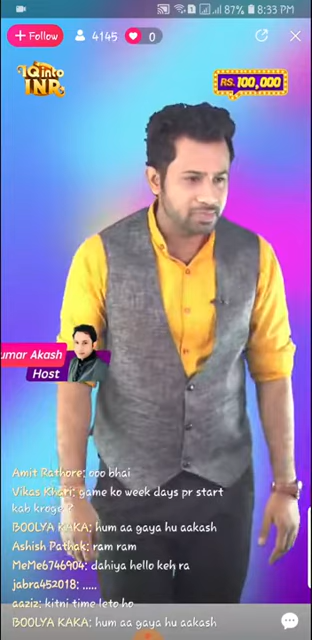 87% 8:33 PM
+ Follow 4145 0
IQ into
INR
RS. 100,000
umar Akash
Host
Amit Rathore: ooo bhai
Vikas Khari: game ko week days pr start
kab kroge ?
BOOLYA KAKA: hum aa gaya hu aakash
Ashish Pathak: ram ram
MeMe6746904: dahiya hello keh ra
jabra452018: .....
aaziz: kitni time leto ho
BOOLYA KAKA: hum aa gaya hu aakash